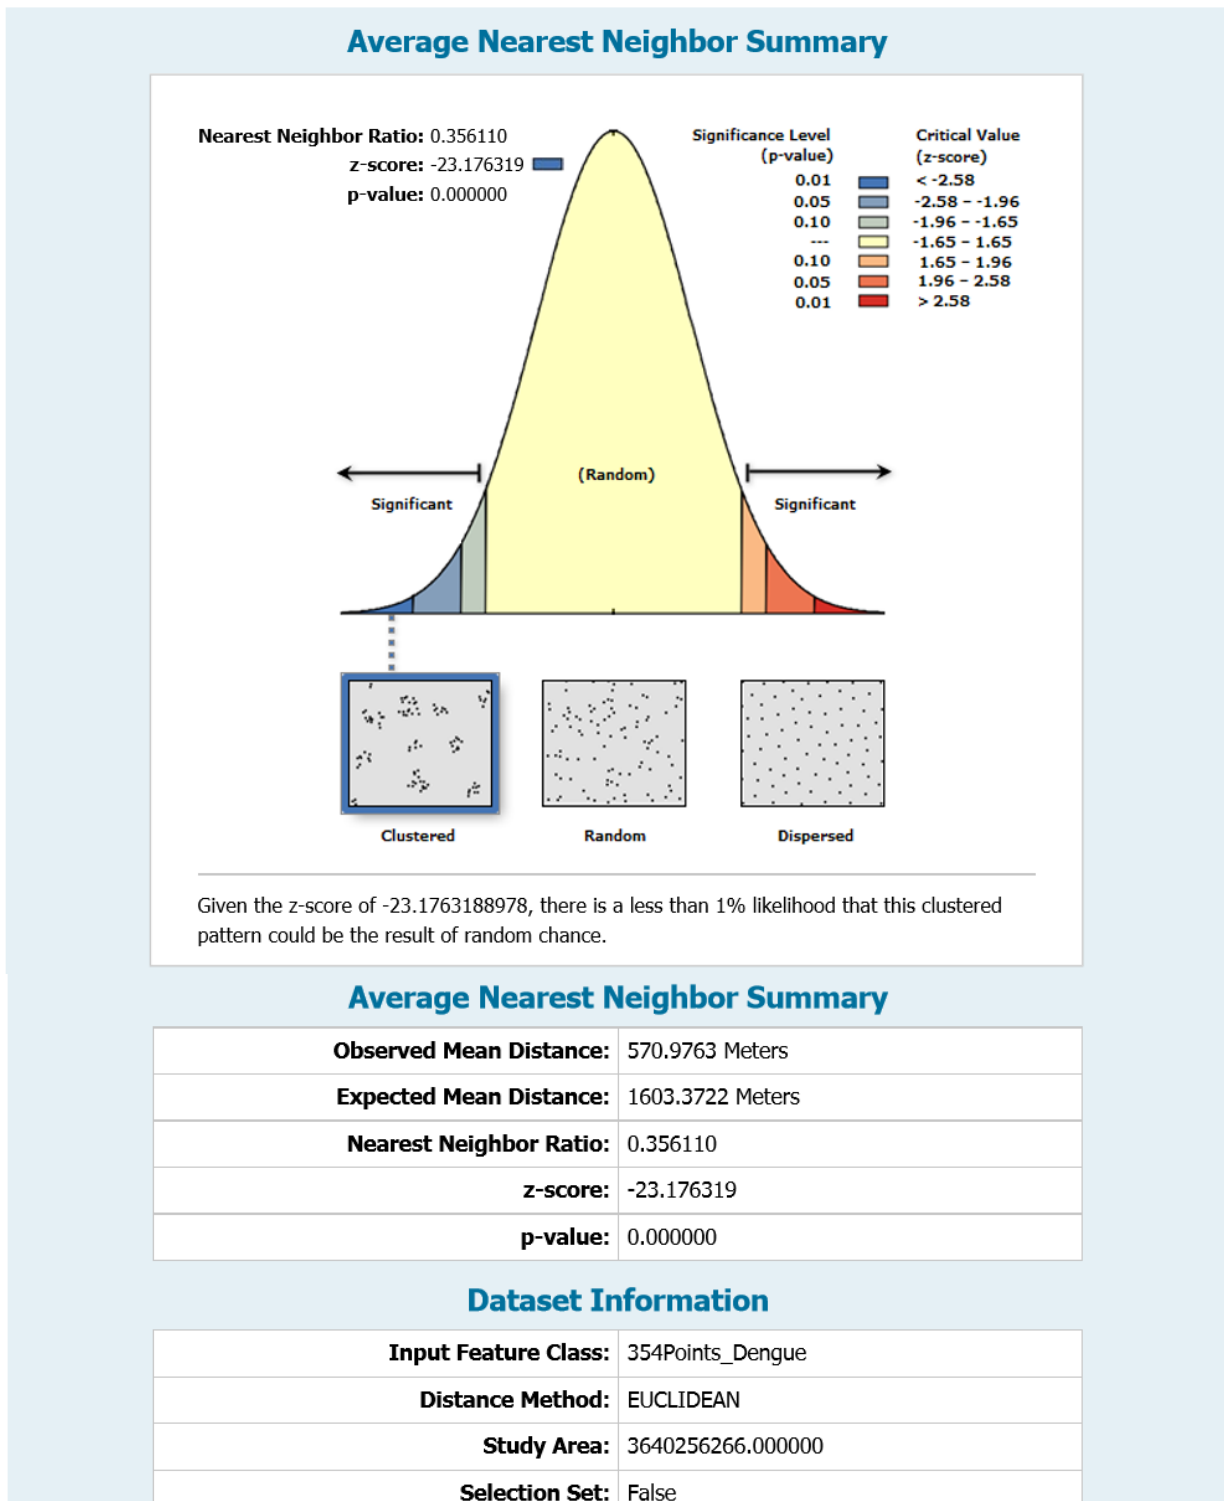 Average Nearest Neighbor Summary
Nearest Neighbor Ratio: 0.356110
z-score: -23.176319
p-value: 0.000000
Significance Level Critical Value
(p-value) (z-score)
0.01 < -2.58
0.05 -2.58 – -1.96
0.10 -1.96 – -1.65
--- -1.65 – 1.65
0.10 1.65 – 1.96
0.05 1.96 – 2.58
0.01 > 2.58
(Random)
Significant Significant
Clustered Random Dispersed
Given the z-score of -23.1763188978, there is a less than 1% likelihood that this clustered
pattern could be the result of random chance.
Average Nearest Neighbor Summary
Observed Mean Distance: 570.9763 Meters
Expected Mean Distance: 1603.3722 Meters
Nearest Neighbor Ratio: 0.356110
z-score: -23.176319
p-value: 0.000000
Dataset Information
Input Feature Class: 354Points_Dengue
Distance Method: EUCLIDEAN
Study Area: 3640256266.000000
Selection Set: False